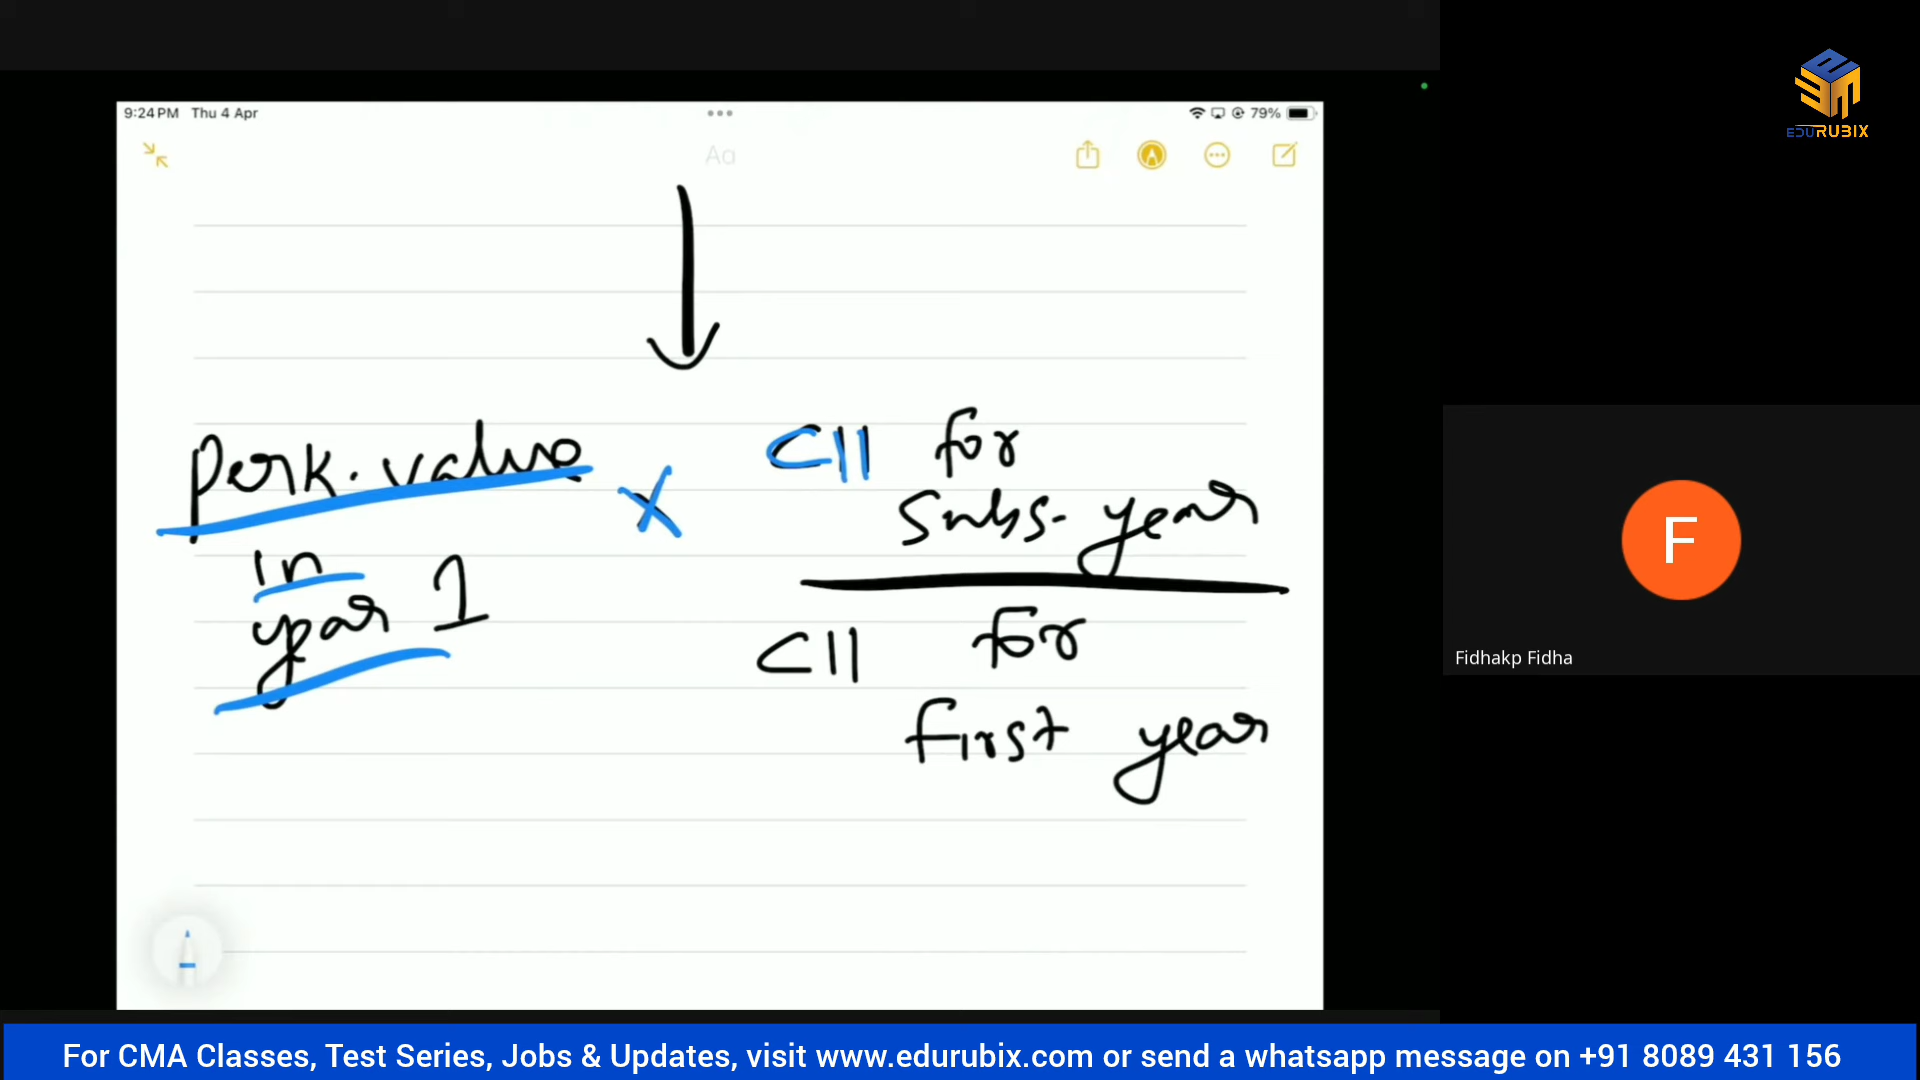 9:24 PM Thu 4 Apr
79%
Aa
EDURUBIX
Perk. value X CII for
Subs. year
in
year 1
CII for
first year
F
Fidhakp Fidha
For CMA Classes, Test Series, Jobs & Updates, visit www.edurubix.com or send a whatsapp message on +91 8089 431 156